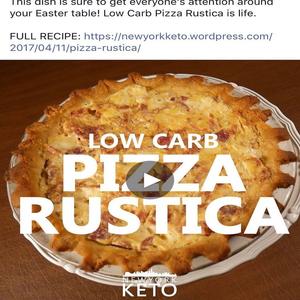 This dish is sure to get everyone's attention around
your Easter table! Low Carb Pizza Rustica is life.
FULL RECIPE: https://newyorkketo.wordpress.com/
2017/04/11/pizza-rustica/
LOW CARB
PIZZA
RUSTICA
NEWYORK
KETO